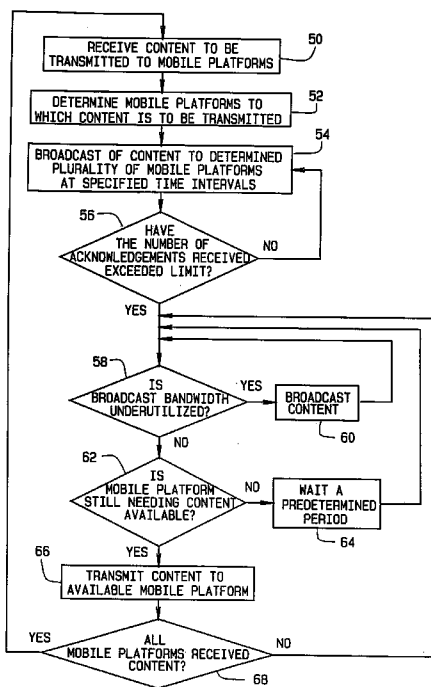 50
RECEIVE CONTENT TO BE
TRANSMITTED TO MOBILE PLATFORMS
52
DETERMINE MOBILE PLATFORMS TO
WHICH CONTENT IS TO BE TRANSMITTED
54
BROADCAST OF CONTENT TO DETERMINED
PLURALITY OF MOBILE PLATFORMS
AT SPECIFIED TIME INTERVALS
56
HAVE
THE NUMBER OF
ACKNOWLEDGEMENTS RECEIVED
EXCEEDED LIMIT?
NO
YES
58
IS
BROADCAST BANDWIDTH
UNDERUTILIZED?
YES
BROADCAST
CONTENT
60
NO
62
IS
MOBILE PLATFORM
STILL NEEDING CONTENT
AVAILABLE?
NO
WAIT A
PREDETERMINED
PERIOD
64
YES
66
TRANSMIT CONTENT TO
AVAILABLE MOBILE PLATFORM
YES
ALL
MOBILE PLATFORMS RECEIVED
CONTENT?
NO
68